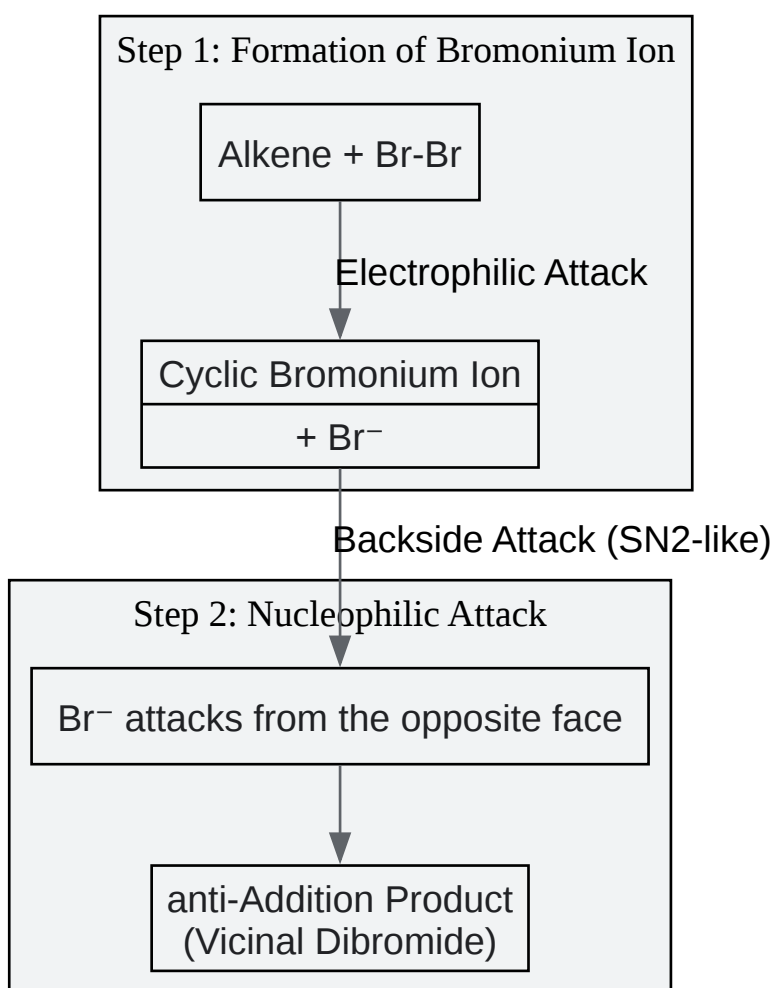 Step 1: Formation of Bromonium Ion
Alkene + Br-Br
Electrophilic Attack
Cyclic Bromonium Ion
+ Br⁻
Backside Attack (SN2-like)
Step 2: Nucleophilic Attack
Br⁻ attacks from the opposite face
anti-Addition Product
(Vicinal Dibromide)